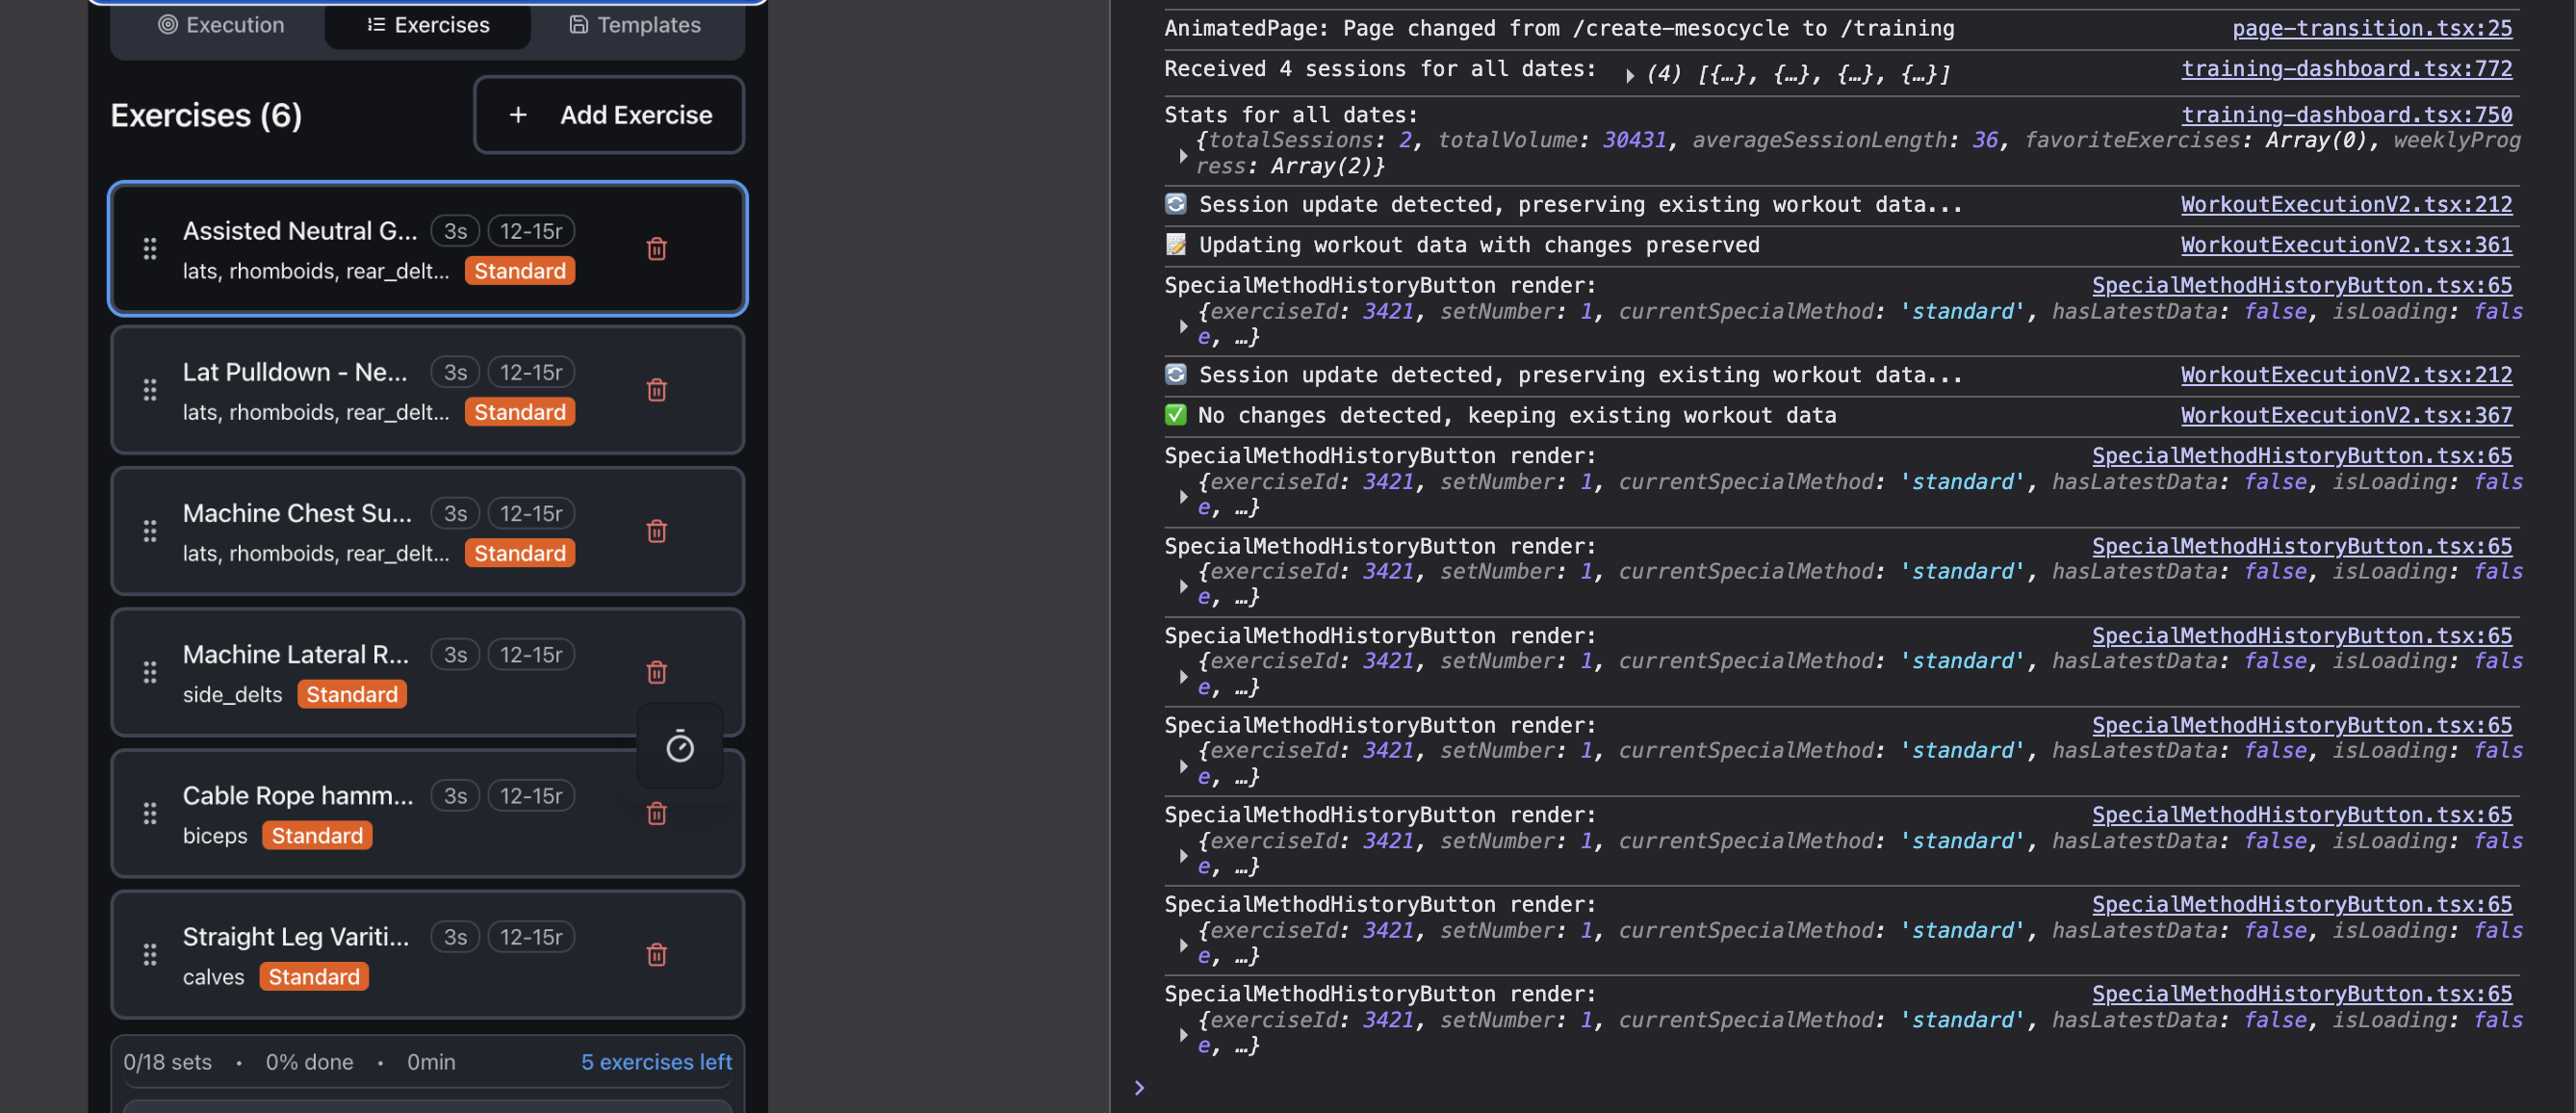 Execution
Exercises
Templates
Exercises (6)
+ Add Exercise
Assisted Neutral G... 3s 12-15r
lats, rhomboids, rear_delt... Standard
Lat Pulldown - Ne... 3s 12-15r
lats, rhomboids, rear_delt... Standard
Machine Chest Su... 3s 12-15r
lats, rhomboids, rear_delt... Standard
Machine Lateral R... 3s 12-15r
side_delts Standard
Cable Rope hamm... 3s 12-15r
biceps Standard
Straight Leg Variti... 3s 12-15r
calves Standard
0/18 sets • 0% done • 0min 5 exercises left
AnimatedPage: Page changed from /create-mesocycle to /training page-transition.tsx:25
Received 4 sessions for all dates: (4) [{…}, {…}, {…}, {…}] training-dashboard.tsx:772
Stats for all dates: training-dashboard.tsx:750
{totalSessions: 2, totalVolume: 30431, averageSessionLength: 36, favoriteExercises: Array(0), weeklyProg
ress: Array(2)}
🔄 Session update detected, preserving existing workout data... WorkoutExecutionV2.tsx:212
📝 Updating workout data with changes preserved WorkoutExecutionV2.tsx:361
SpecialMethodHistoryButton render: SpecialMethodHistoryButton.tsx:65
{exerciseId: 3421, setNumber: 1, currentSpecialMethod: 'standard', hasLatestData: false, isLoading: fals
e, …}
🔄 Session update detected, preserving existing workout data... WorkoutExecutionV2.tsx:212
✅ No changes detected, keeping existing workout data WorkoutExecutionV2.tsx:367
SpecialMethodHistoryButton render: SpecialMethodHistoryButton.tsx:65
{exerciseId: 3421, setNumber: 1, currentSpecialMethod: 'standard', hasLatestData: false, isLoading: fals
e, …}
SpecialMethodHistoryButton render: SpecialMethodHistoryButton.tsx:65
{exerciseId: 3421, setNumber: 1, currentSpecialMethod: 'standard', hasLatestData: false, isLoading: fals
e, …}
SpecialMethodHistoryButton render: SpecialMethodHistoryButton.tsx:65
{exerciseId: 3421, setNumber: 1, currentSpecialMethod: 'standard', hasLatestData: false, isLoading: fals
e, …}
SpecialMethodHistoryButton render: SpecialMethodHistoryButton.tsx:65
{exerciseId: 3421, setNumber: 1, currentSpecialMethod: 'standard', hasLatestData: false, isLoading: fals
e, …}
SpecialMethodHistoryButton render: SpecialMethodHistoryButton.tsx:65
{exerciseId: 3421, setNumber: 1, currentSpecialMethod: 'standard', hasLatestData: false, isLoading: fals
e, …}
SpecialMethodHistoryButton render: SpecialMethodHistoryButton.tsx:65
{exerciseId: 3421, setNumber: 1, currentSpecialMethod: 'standard', hasLatestData: false, isLoading: fals
e, …}
SpecialMethodHistoryButton render: SpecialMethodHistoryButton.tsx:65
{exerciseId: 3421, setNumber: 1, currentSpecialMethod: 'standard', hasLatestData: false, isLoading: fals
e, …}